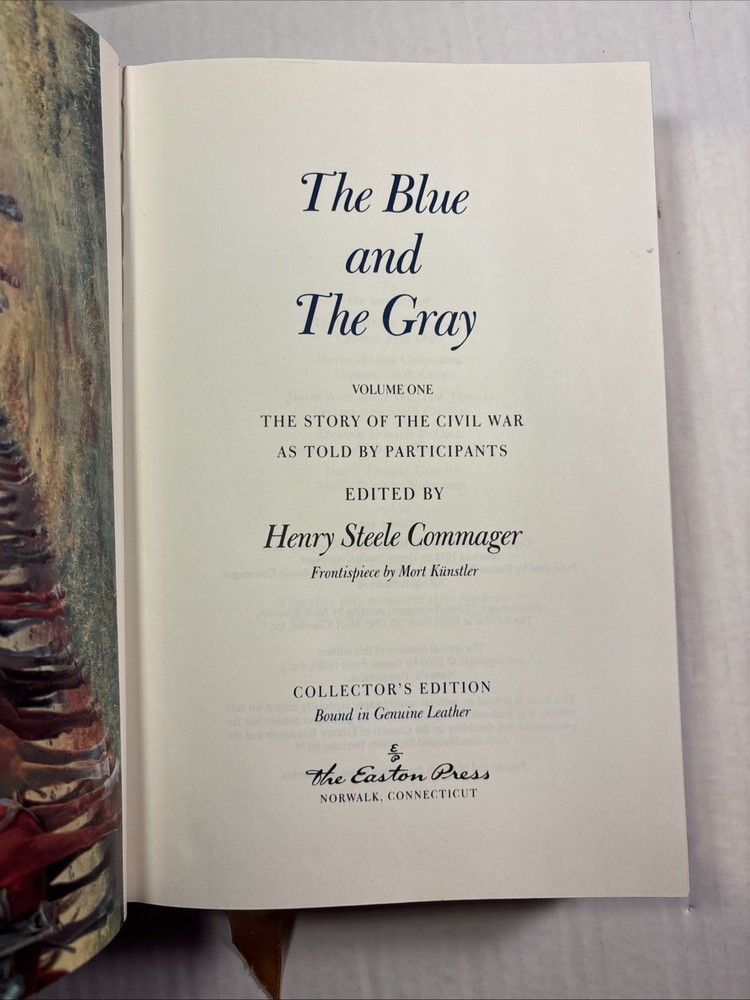 The Blue
and
The Gray
VOLUME ONE
THE STORY OF THE CIVIL WAR
AS TOLD BY PARTICIPANTS
EDITED BY
Henry Steele Commager
Frontispiece by Mort Künstler
COLLECTOR'S EDITION
Bound in Genuine Leather
E
P
The Easton Press
NORWALK, CONNECTICUT